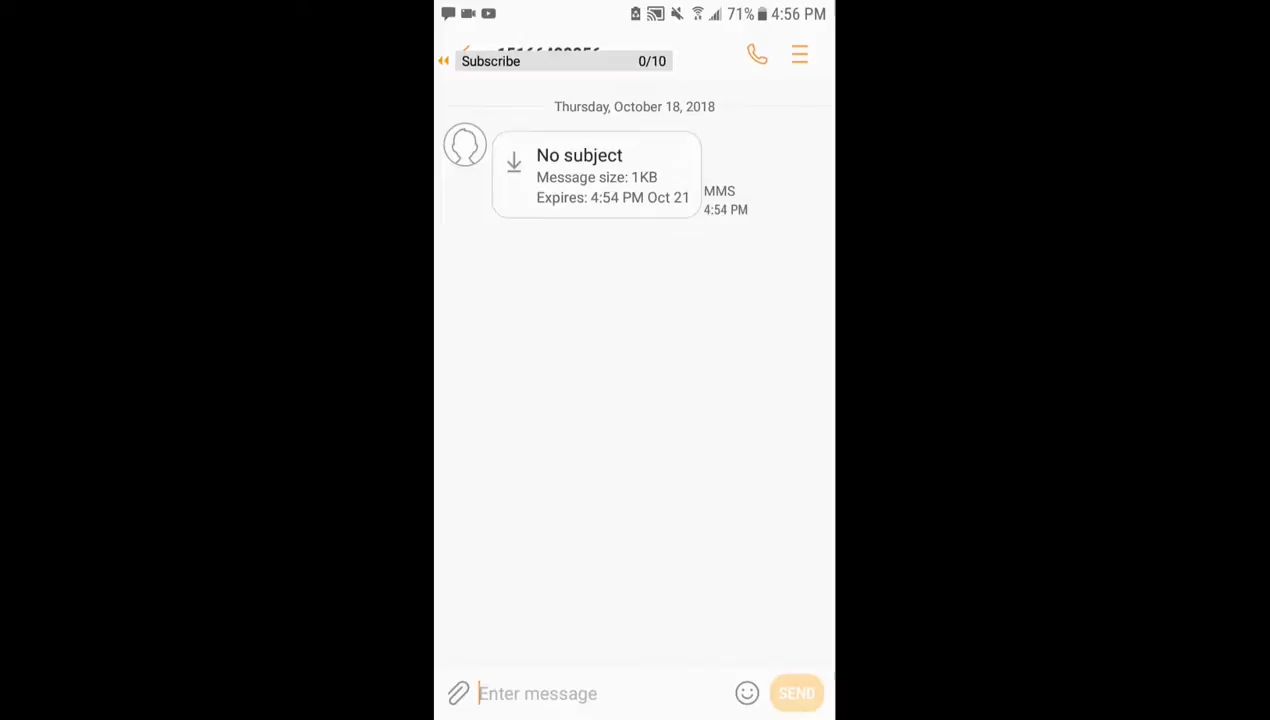 71% 4:56 PM
Subscribe 0/10
Thursday, October 18, 2018
No subject
Message size: 1KB
Expires: 4:54 PM Oct 21
MMS
4:54 PM
Enter message
SEND